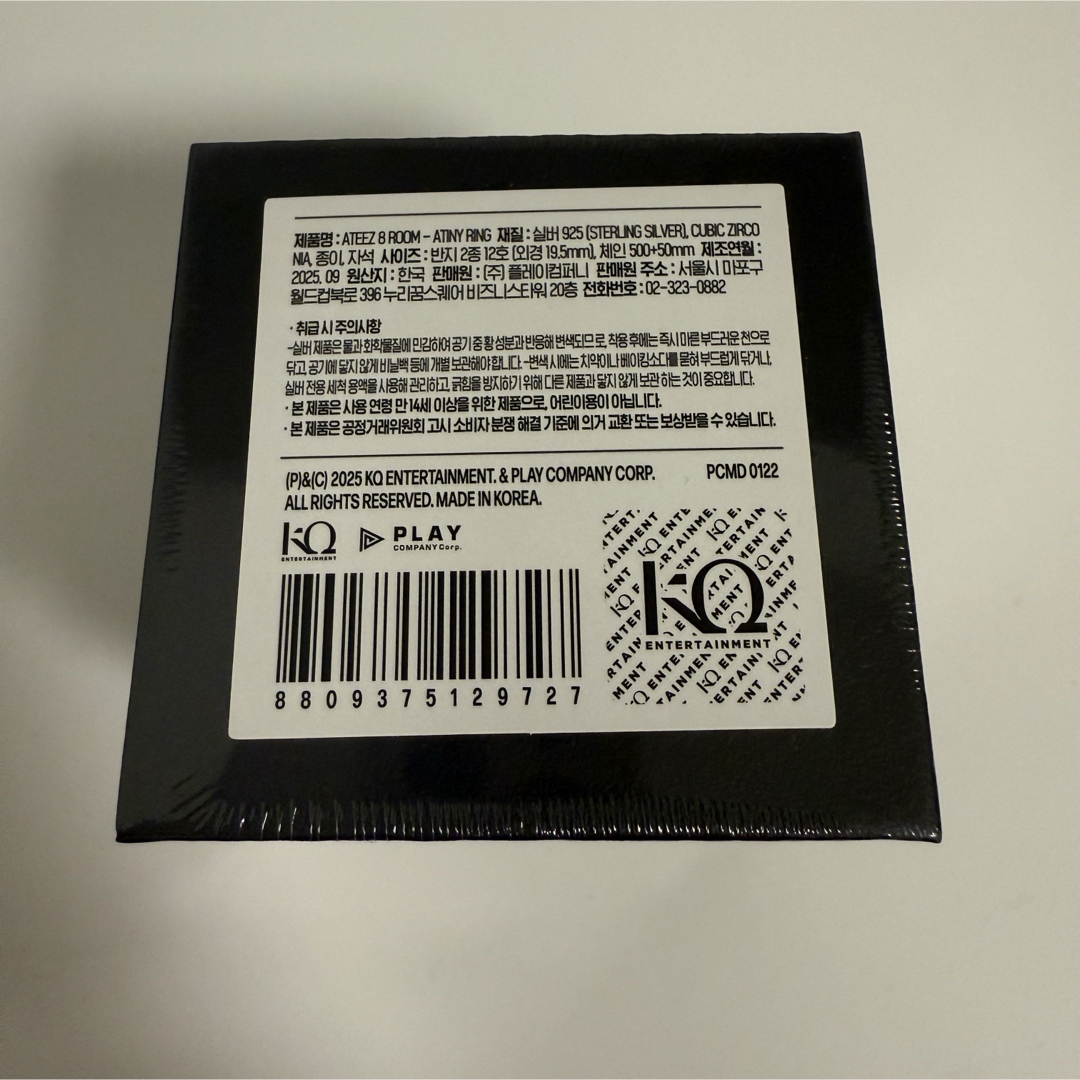 제품명 : ATEEZ 8 ROOM – ATINY RING 재질 : 실버 925 (STERLING SILVER), CUBIC ZIRCO
NIA, 종이, 자석 사이즈 : 반지 2종 12호 (외경 19.5mm), 체인 500+50mm 제조연월 :
2025. 09 원산지 : 한국 판매원 : (주) 플레이컴퍼니 판매원 주소 : 서울시 마포구
월드컵북로 396 누리꿈스퀘어 비즈니스타워 20층 전화번호 : 02-323-0882
· 취급 시 주의사항
-실버 제품은 물과 화학물질에 민감하여 공기 중 황 성분과 반응해 변색되므로, 착용 후에는 즉시 마른 부드러운 천으로
닦고, 공기에 닿지 않게 비닐백 등에 개별 보관해야 합니다. -변색 시에는 치약이나 베이킹소다를 묻혀 부드럽게 닦거나,
실버 전용 세척 용액을 사용해 관리하고, 긁힘을 방지하기 위해 다른 제품과 닿지 않게 보관 하는 것이 중요합니다.
· 본 제품은 사용 연령 만 14세 이상을 위한 제품으로, 어린이용이 아닙니다.
· 본 제품은 공정거래위원회 고시 소비자 분쟁 해결 기준에 의거 교환 또는 보상받을 수 있습니다.
(P)&(C) 2025 KQ ENTERTAINMENT. & PLAY COMPANY CORP. PCMD 0122
ALL RIGHTS RESERVED. MADE IN KOREA.
KQ ENTERTAINMENT
PLAY COMPANY Corp.
8809375129727
KQ
ENTERTAINMENT